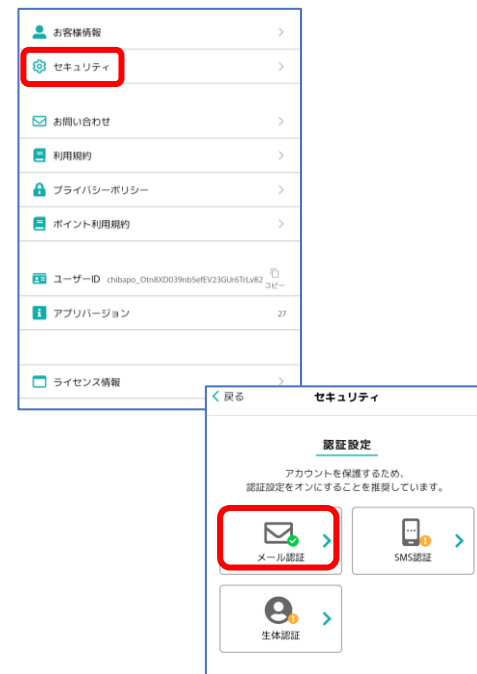 お客様情報
セキュリティ
お問い合わせ
利用規約
プライバシーポリシー
ポイント利用規約
ユーザーID chibapo_Otn8XD039nb5efEV23GUr6TrLv82 コピー
アプリバージョン 27
ライセンス情報
戻る セキュリティ
認証設定
アカウントを保護するため、
認証設定をオンにすることを推奨しています。
メール認証
SMS認証
生体認証